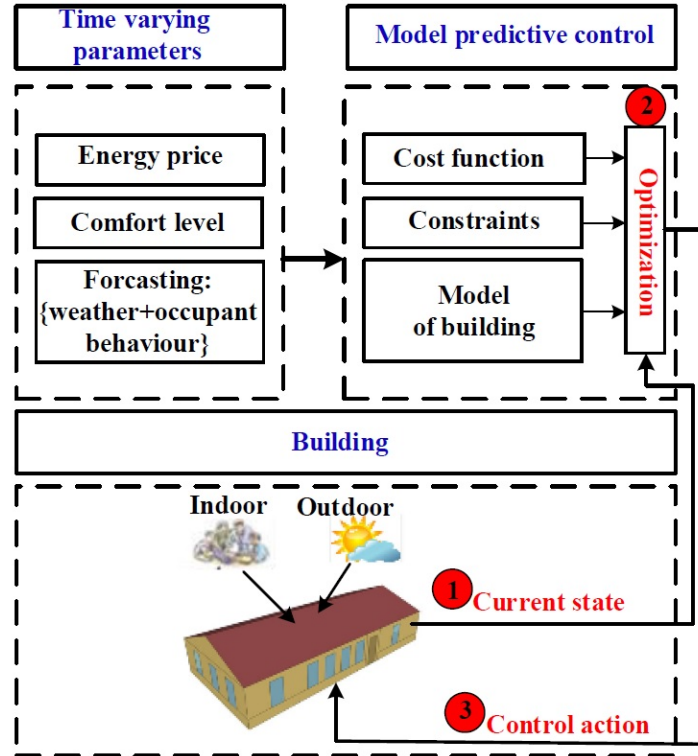 Time varying
parameters
Model predictive control
Energy price
Comfort level
Forcasting:
{weather+occupant
behaviour}
Cost function
Constraints
Model
of building
2
Optimization
Building
Indoor
Outdoor
1
Current state
3
Control action